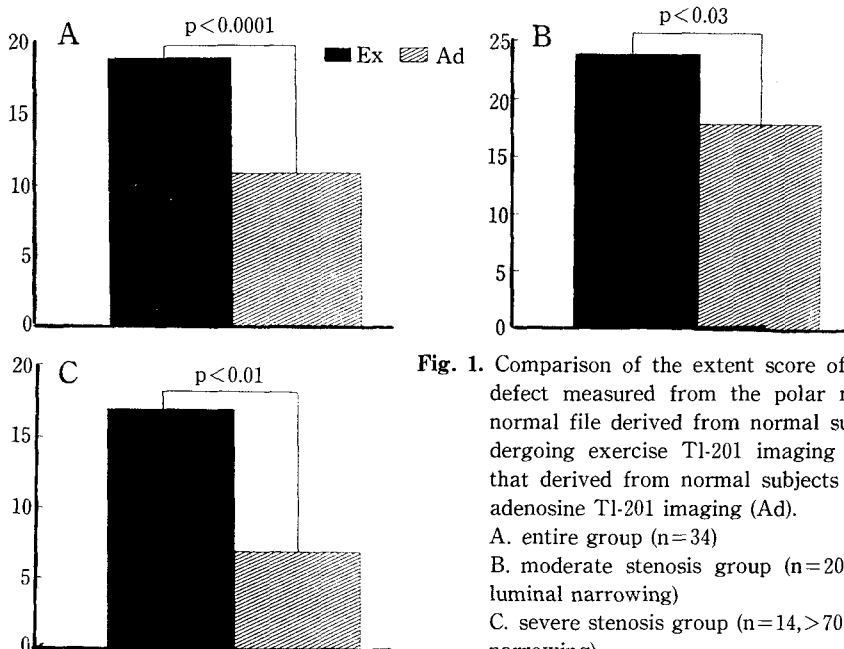 A
p<0.0001
Ex Ad
20
15
10
5
0
B
p<0.03
25
20
15
10
5
0
C
p<0.01
20
15
10
5
0
Fig. 1. Comparison of the extent score of
defect measured from the polar
normal file derived from normal
dergoing exercise Tl-201 imaging
that derived from normal subjects
adenosine Tl-201 imaging (Ad).
A. entire group (n=34)
B. moderate stenosis group (n=20
luminal narrowing)
C. severe stenosis group (n=14,>70
narrowing)